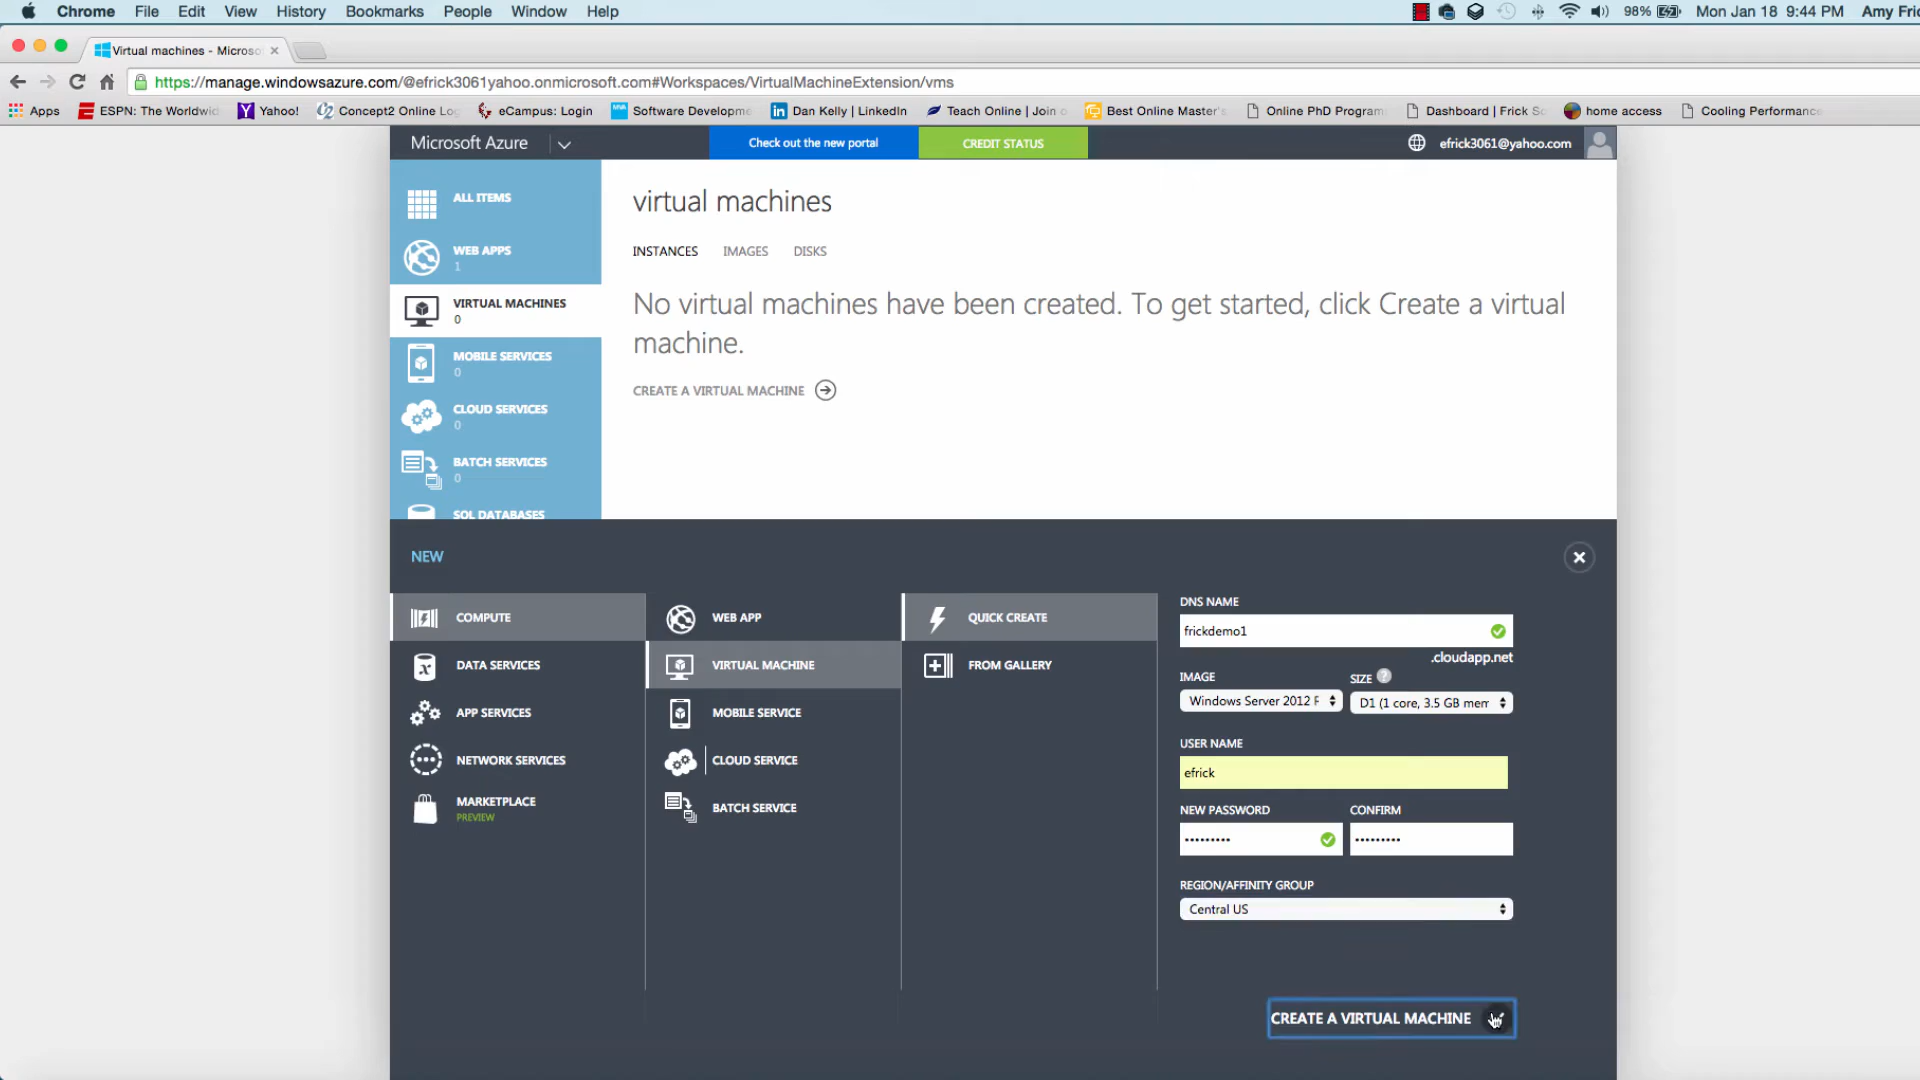 Chrome File Edit View History Bookmarks People Window Help 98% Mon Jan 18 9:44 PM Amy
Virtual machines - Microso
https://manage.windowsazure.com/@efrick3061yahoo.onmicrosoft.com#Workspaces/VirtualMachineExtension/vms
Apps ESPN: The Worldwid Yahoo! Concept2 Online Lo eCampus: Login Software Developme Dan Kelly | LinkedIn Teach Online | Join o Best Online Master's Online PhD Program Dashboard | Frick Sc home access Cooling Performance
Microsoft Azure Check out the new portal CREDIT STATUS efrick3061@yahoo.com
ALL ITEMS
WEB APPS
1
VIRTUAL MACHINES
0
MOBILE SERVICES
0
CLOUD SERVICES
0
BATCH SERVICES
0
SQL DATABASES
virtual machines
INSTANCES IMAGES DISKS
No virtual machines have been created. To get started, click Create a virtual
machine.
CREATE A VIRTUAL MACHINE
NEW
COMPUTE
DATA SERVICES
APP SERVICES
NETWORK SERVICES
MARKETPLACE
PREVIEW
WEB APP
VIRTUAL MACHINE
MOBILE SERVICE
CLOUD SERVICE
BATCH SERVICE
QUICK CREATE
FROM GALLERY
DNS NAME
frickdemo1
.cloudapp.net
IMAGE SIZE ?
Windows Server 2012 D1 (1 core, 3.5 GB mem
USER NAME
efrick
NEW PASSWORD CONFIRM
••••••••• •••••••••
REGION/AFFINITY GROUP
Central US
CREATE A VIRTUAL MACHINE